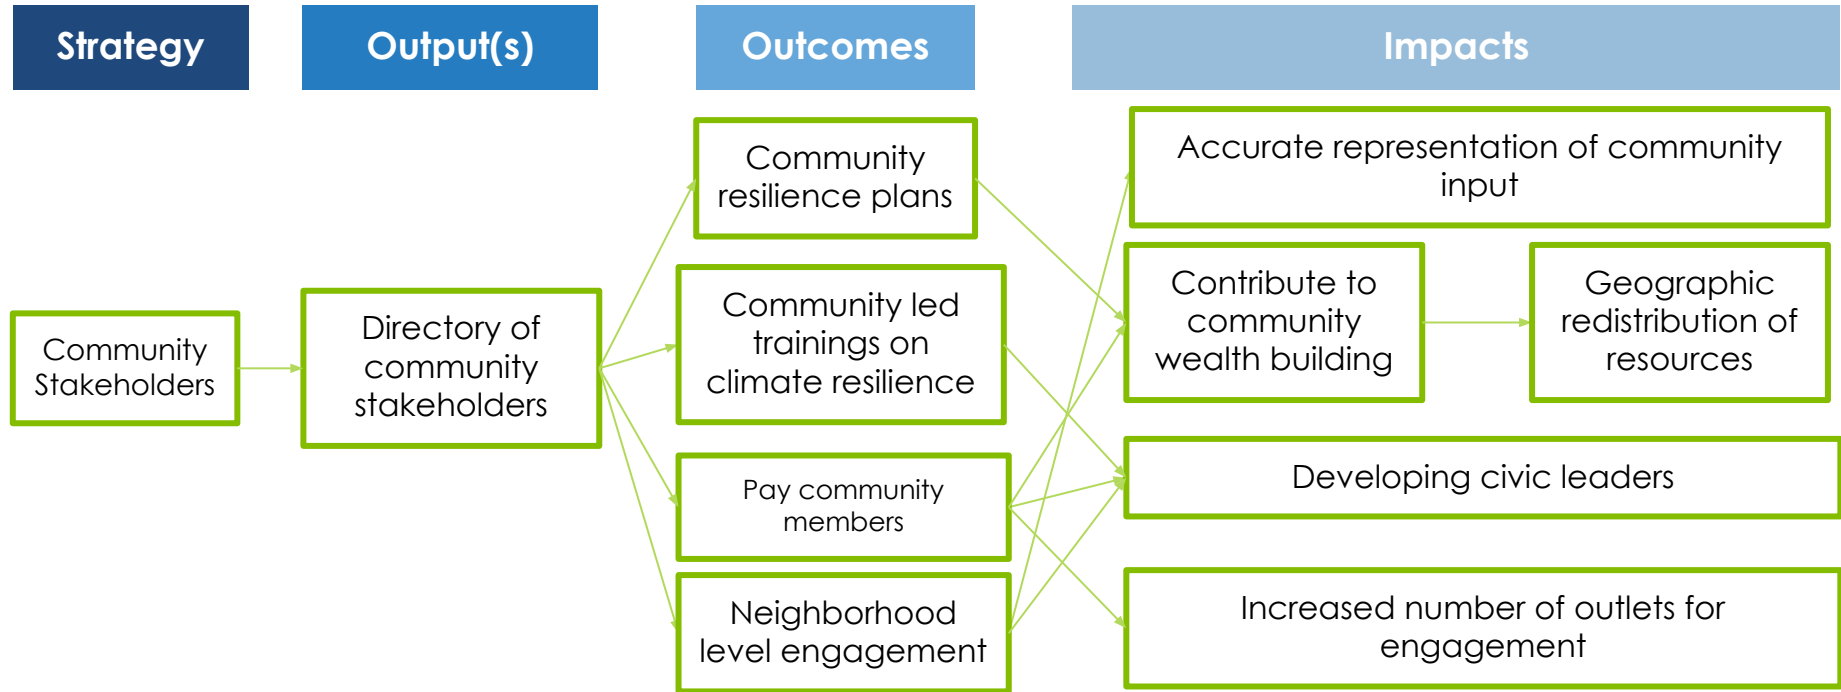 Strategy
Output(s)
Outcomes
Impacts
Community
Stakeholders
Directory of
community
stakeholders
Community
resilience plans
Community led
trainings on
climate resilience
Pay community
members
Neighborhood
level engagement
Accurate representation of community
input
Contribute to
community
wealth building
Geographic
redistribution of
resources
Developing civic leaders
Increased number of outlets for
engagement